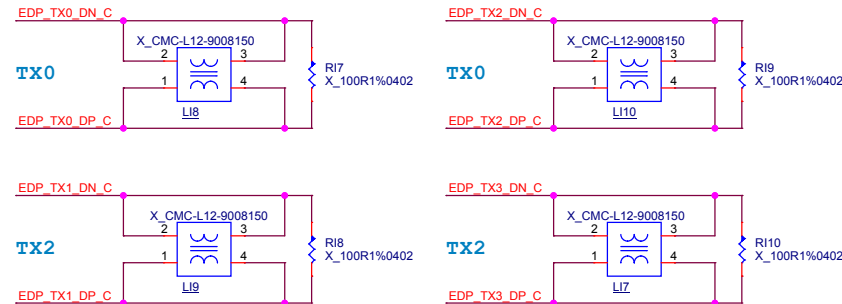 EDP_TX0_DN_C
X_CMC-L12-9008150
2
3
1
4
TX0
LI8
RI7
X_100R1%0402
EDP_TX0_DP_C
EDP_TX2_DN_C
X_CMC-L12-9008150
2
3
1
4
TX0
LI10
RI9
X_100R1%0402
EDP_TX2_DP_C
EDP_TX1_DN_C
X_CMC-L12-9008150
2
3
1
4
TX2
LI9
RI8
X_100R1%0402
EDP_TX1_DP_C
EDP_TX3_DN_C
X_CMC-L12-9008150
2
3
1
4
TX2
LI7
RI10
X_100R1%0402
EDP_TX3_DP_C